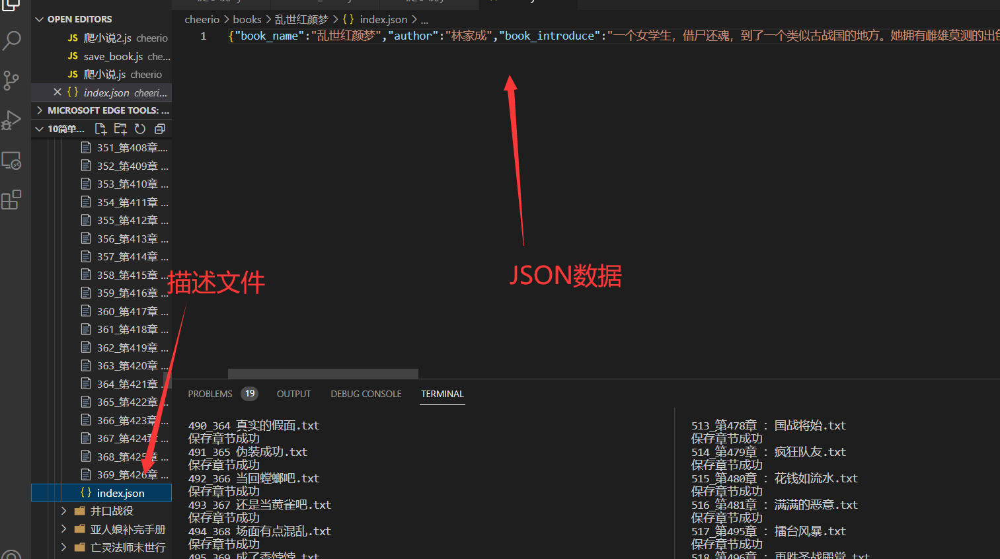 OPEN EDITORS
JS 爬小说2.js cheerio
JS save_book.js chee...
JS 爬小说.js cheerio
{} index.json cheeri...
MICROSOFT EDGE TOOLS: ...
10简单...
351_第408章....
352_第409章 ...
353_第410章 ...
354_第411章 ...
355_第412章 ...
356_第413章 ...
357_第414章 ...
358_第415章 ...
359_第416章 ...
360_第417章 ...
361_第418章 ...
362_第419章 ...
363_第420章 ...
364_第421章 ...
365_第422章 ...
366_第423章 ...
367_第424章 ...
368_第425章 ...
369_第426章 ...
{} index.json
井口战役
亚人娘补完手册
亡灵法师末世行
cheerio > books > 乱世红颜梦 > {} index.json > ...
1 {"book_name":"乱世红颜梦","author":"林家成","book_introduce":"一个女学生，借尸还魂，到了一个类似古战国的地方。她拥有雌雄莫测的出色
描述文件
JSON数据
PROBLEMS 19 OUTPUT DEBUG CONSOLE TERMINAL
490_364 真实的假面.txt
保存章节成功
491_365 伪装成功.txt
保存章节成功
492_366 当回螳螂吧.txt
保存章节成功
493_367 还是当黄雀吧.txt
保存章节成功
494_368 场面有点混乱.txt
保存章节成功
495_369 成了香饽饽.txt
513_第478章 : 国战将始.txt
保存章节成功
514_第479章 : 疯狂队友.txt
保存章节成功
515_第480章 : 花钱如流水.txt
保存章节成功
516_第481章 : 满满的恶意.txt
保存章节成功
517_第495章 : 擂台风暴.txt
保存章节成功
518_第496章 : 再胜圣战殿堂.txt